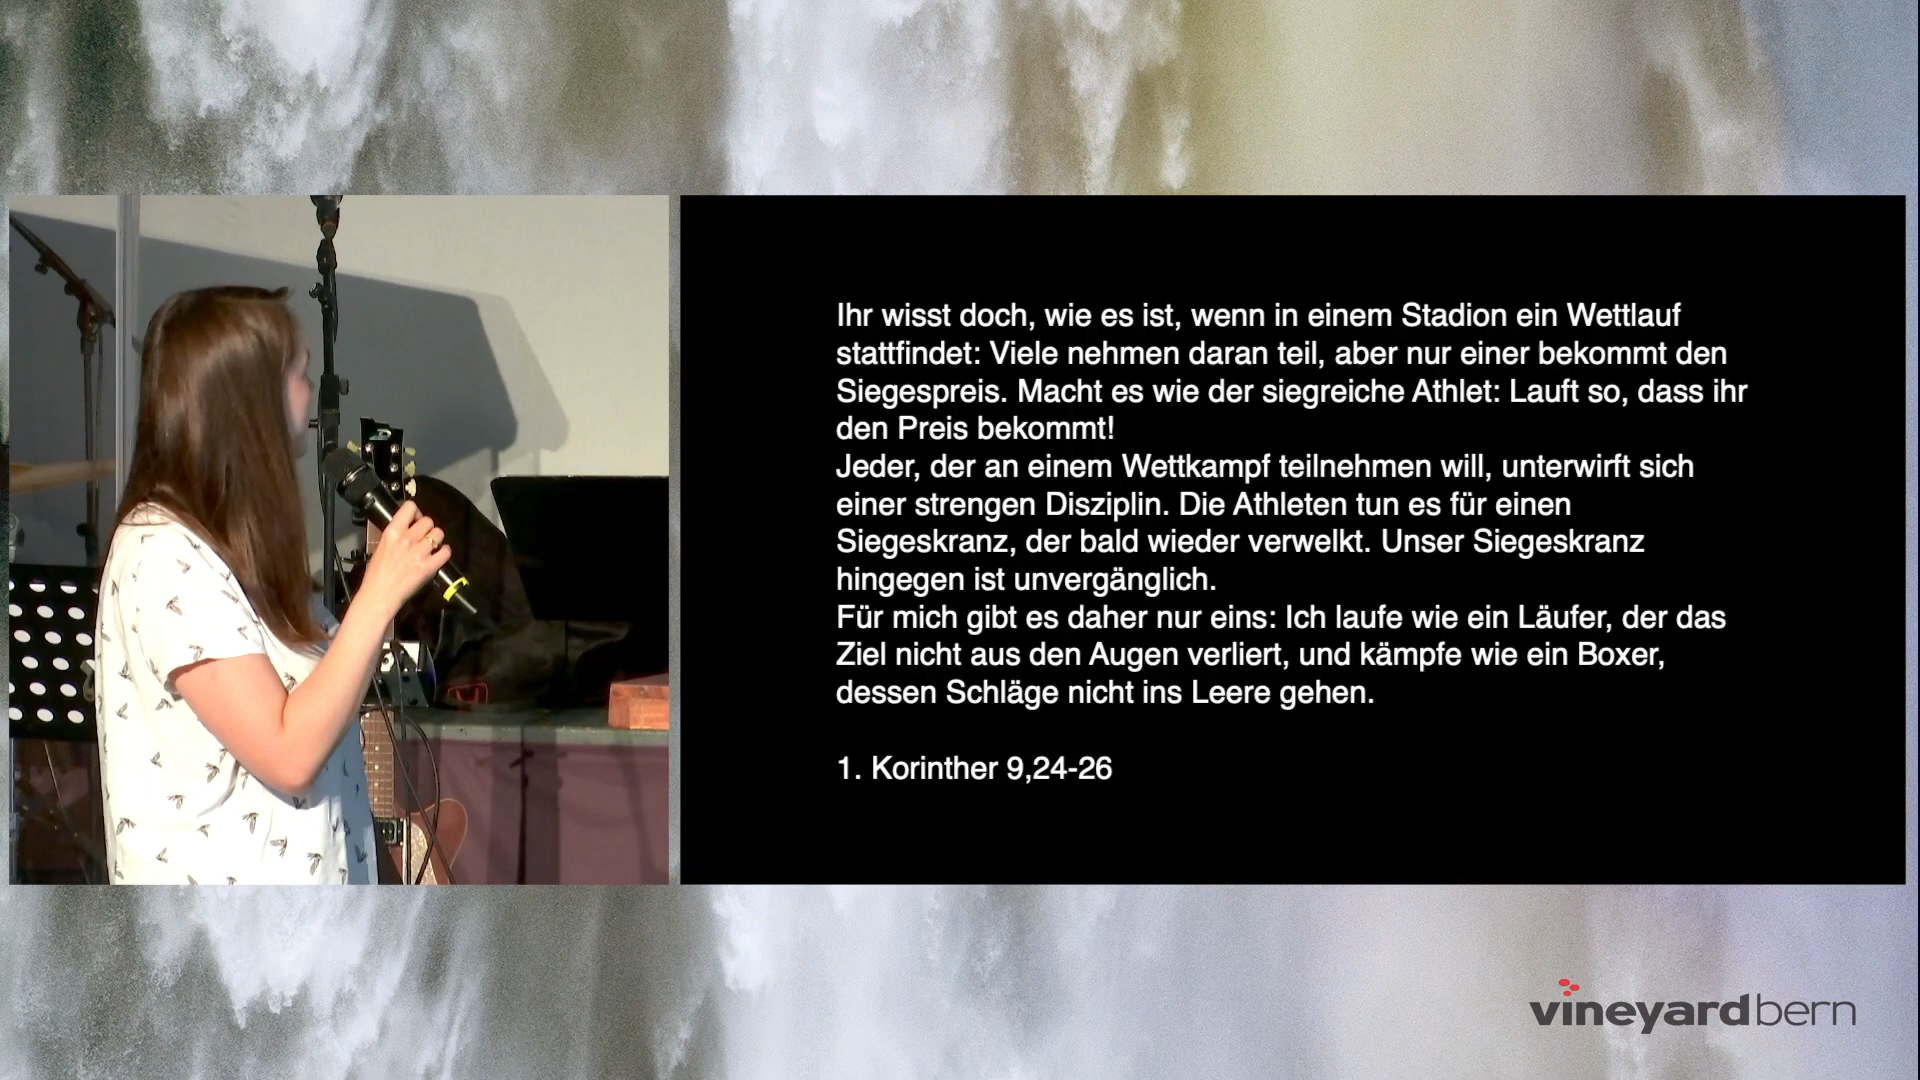 Ihr wisst doch, wie es ist, wenn in einem Stadion ein Wettlauf
stattfindet: Viele nehmen daran teil, aber nur einer bekommt den
Siegespreis. Macht es wie der siegreiche Athlet: Lauft so, dass ihr
den Preis bekommt!
Jeder, der an einem Wettkampf teilnehmen will, unterwirft sich
einer strengen Disziplin. Die Athleten tun es für einen
Siegeskranz, der bald wieder verwelkt. Unser Siegeskranz
hingegen ist unvergänglich.
Für mich gibt es daher nur eins: Ich laufe wie ein Läufer, der das
Ziel nicht aus den Augen verliert, und kämpfe wie ein Boxer,
dessen Schläge nicht ins Leere gehen.
1. Korinther 9,24-26
vineyardbern